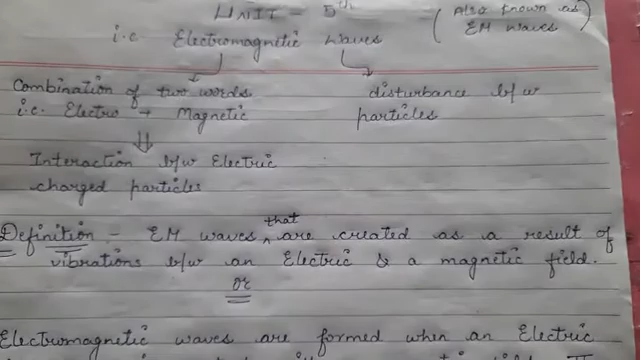 UNIT - 5th
(Also known as
EM waves)
i.e Electromagnetic waves
Combination of two words
i.e. Electro → Magnetic
disturbance b/w
particles
Interaction b/w Electric
charged particles
Definition - EM waves that are created as a result of
vibrations b/w an Electric & a magnetic field.
Or
Electromagnetic waves are formed when an Electric